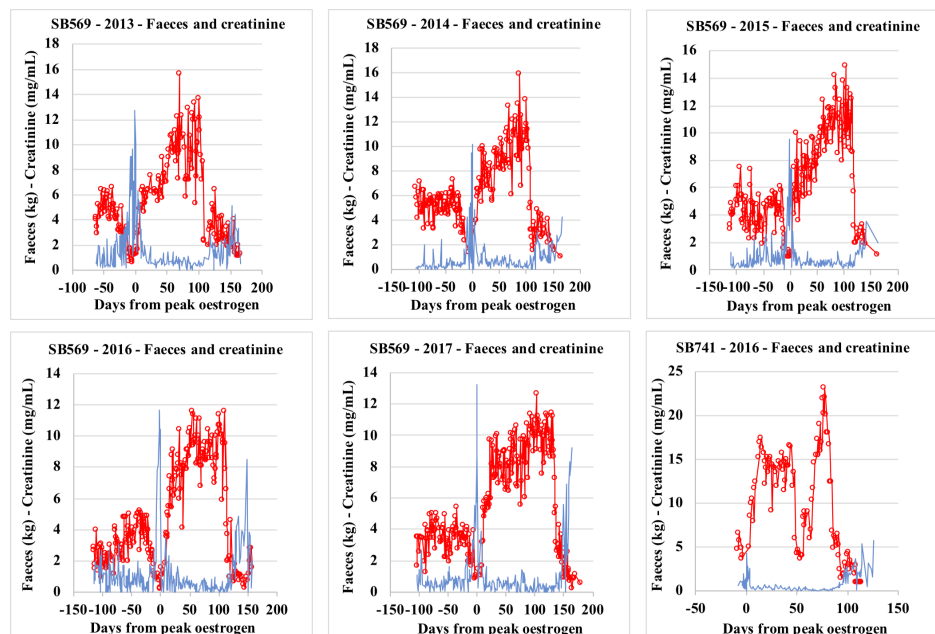 SB569 - 2013 - Faeces and creatinine
Faeces (kg) - Creatinine (mg/mL)
18
16
14
12
10
8
6
4
2
0
-100 -50 0 50 100 150 200
Days from peak oestrogen
SB569 - 2014 - Faeces and creatinine
Faeces (kg) - Creatinine (mg/mL)
18
16
14
12
10
8
6
4
2
0
-150 -100 -50 0 50 100 150 200
Days from peak oestrogen
SB569 - 2015 - Faeces and creatinine
Faeces (kg) - Creatinine (mg/mL)
16
14
12
10
8
6
4
2
0
-150 -100 -50 0 50 100 150 200
Days from peak oestrogen
SB569 - 2016 - Faeces and creatinine
Faeces (kg) - Creatinine (mg/mL)
14
12
10
8
6
4
2
0
-150 -100 -50 0 50 100 150 200
Days from peak oestrogen
SB569 - 2017 - Faeces and creatinine
Faeces (kg) - Creatinine (mg/mL)
14
12
10
8
6
4
2
0
-150 -100 -50 0 50 100 150 200
Days from peak oestrogen
SB741 - 2016 - Faeces and creatinine
Faeces (kg) - Creatinine (mg/mL)
25
20
15
10
5
0
-50 0 50 100 150
Days from peak oestrogen